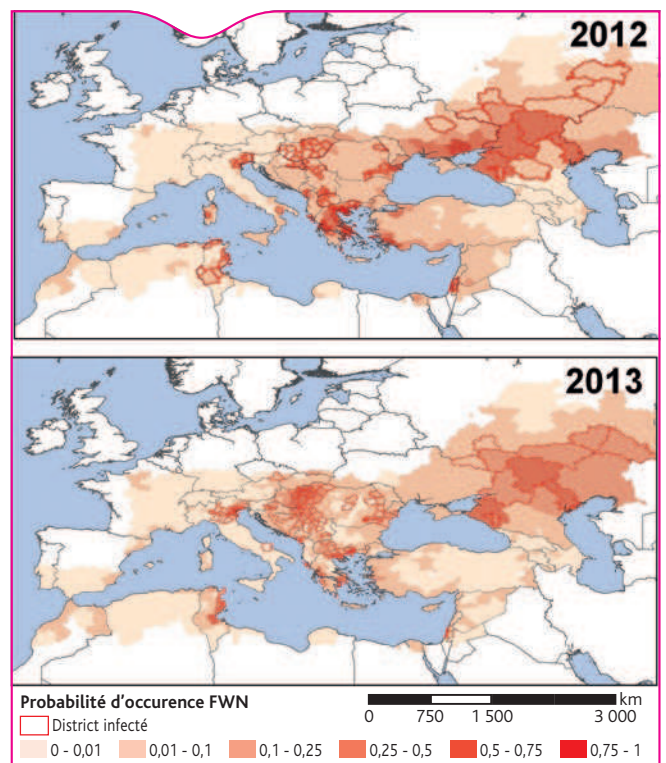 2012
2013
Probabilité d'occurence FWN
District infecté
km
0 750 1 500 3 000
0 - 0,01 0,01 - 0,1 0,1 - 0,25 0,25 - 0,5 0,5 - 0,75 0,75 - 1